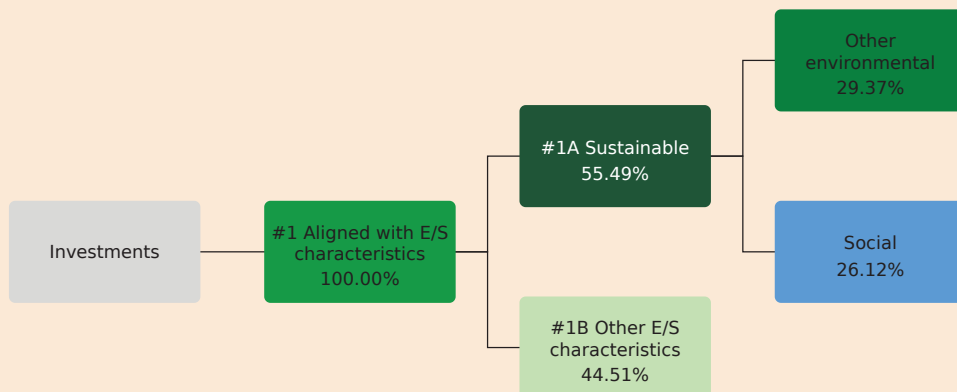 Investments
#1 Aligned with E/S
characteristics
100.00%
#1A Sustainable
55.49%
#1B Other E/S
characteristics
44.51%
Other
environmental
29.37%
Social
26.12%